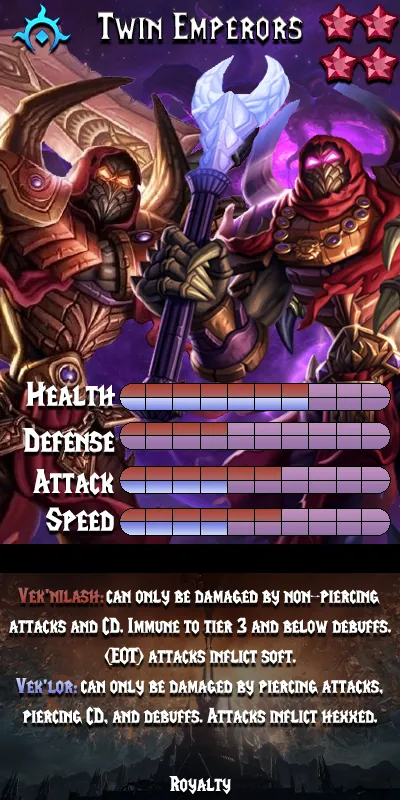 Twin Emperors
Health
Defense
Attack
Speed
Vek'nilash: can only be damaged by non-piercing
attacks and CD. Immune to tier 3 and below debuffs.
(EOT) attacks inflict soft.
Vek'lor: can only be damaged by piercing attacks,
piercing CD, and debuffs. Attacks inflict hexxed.
Royalty